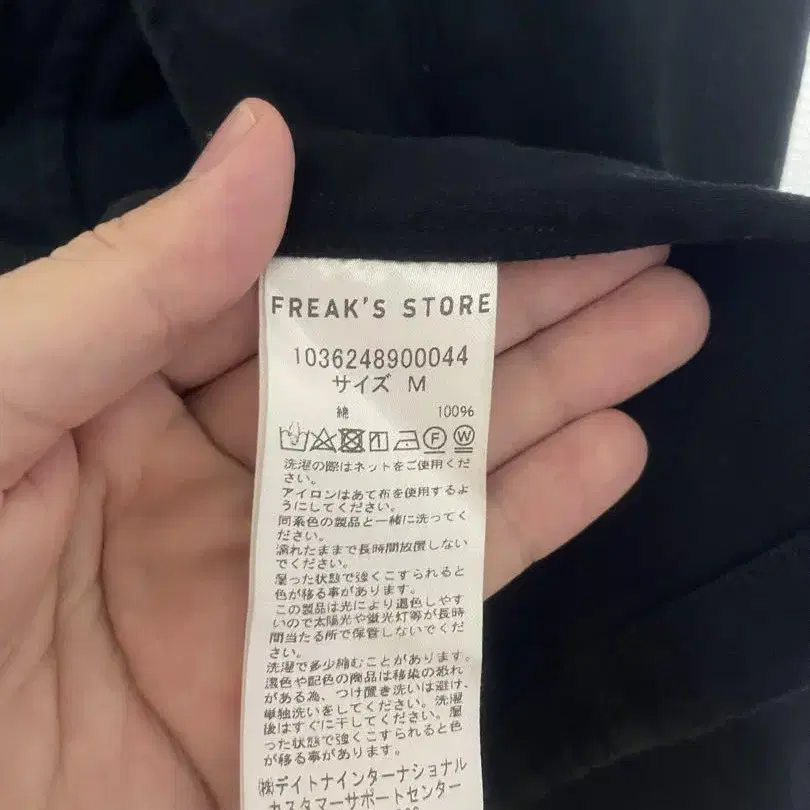 FREAK'S STORE
1036248900044
サイズ M
綿 100%
F W
洗濯の際はネットをご使用くだ
さい。
アイロンはあて布を使用するよ
うにしてください。
同系色の製品と一緒に洗ってく
ださい。
濡れたままで長時間放置しない
でください。
湿った状態で強くこすられると
色が移る事があります。
この製品は光により退色しやす
いので太陽光や蛍光灯等が長時
間当たる所で保管しないでくだ
さい。
洗濯で多少縮むことがあります。
濃色や配色の商品は移染の恐れ
がある為、つけ置き洗いは避け、
単独洗いをしてください。洗濯
後はすぐに干してください。湿
った状態で強くこすられると色
が移る事があります。
㈱デイトナインターナショナル
カスタマーサポートセンター